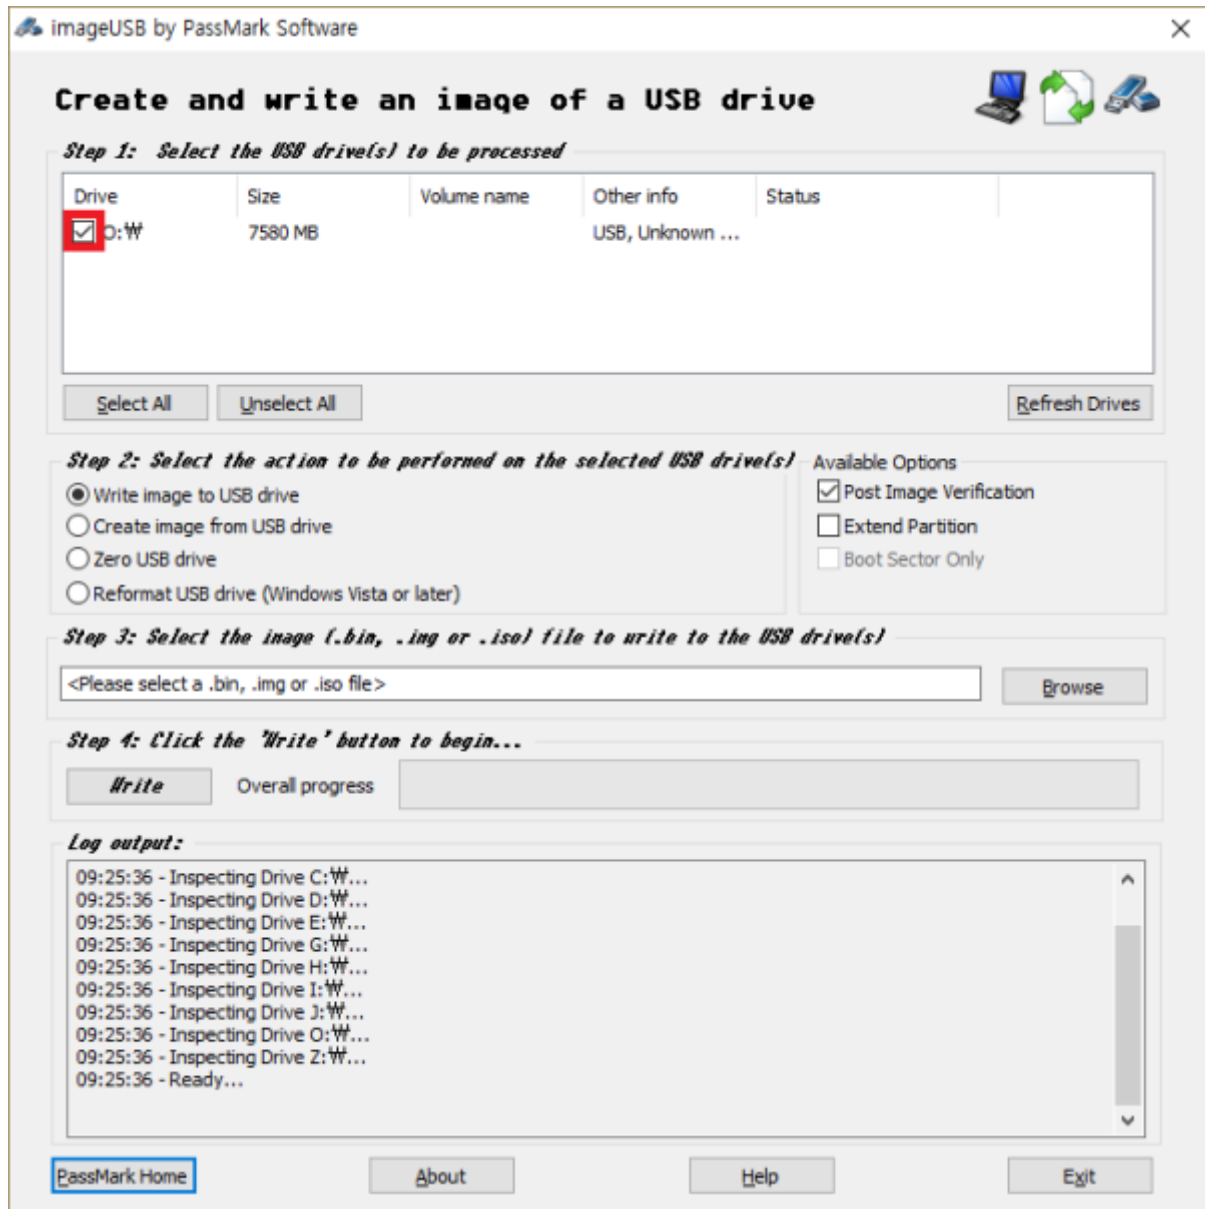 imageUSB by PassMark Software
Create and write an image of a USB drive
Step 1: Select the USB drive(s) to be processed
Drive Size Volume name Other info Status
O:₩ 7580 MB USB, Unknown ...
Select All Unselect All Refresh Drives
Step 2: Select the action to be performed on the selected USB drive(s) Available Options
Write image to USB drive Post Image Verification
Create image from USB drive Extend Partition
Zero USB drive Boot Sector Only
Reformat USB drive (Windows Vista or later)
Step 3: Select the image (.bin, .img or .iso) file to write to the USB drive(s)
<Please select a .bin, .img or .iso file> Browse
Step 4: Click the 'Write' button to begin...
Write Overall progress
Log output:
09:25:36 - Inspecting Drive C:₩...
09:25:36 - Inspecting Drive D:₩...
09:25:36 - Inspecting Drive E:₩...
09:25:36 - Inspecting Drive G:₩...
09:25:36 - Inspecting Drive H:₩...
09:25:36 - Inspecting Drive I:₩...
09:25:36 - Inspecting Drive J:₩...
09:25:36 - Inspecting Drive O:₩...
09:25:36 - Inspecting Drive Z:₩...
09:25:36 - Ready...
PassMark Home About Help Exit